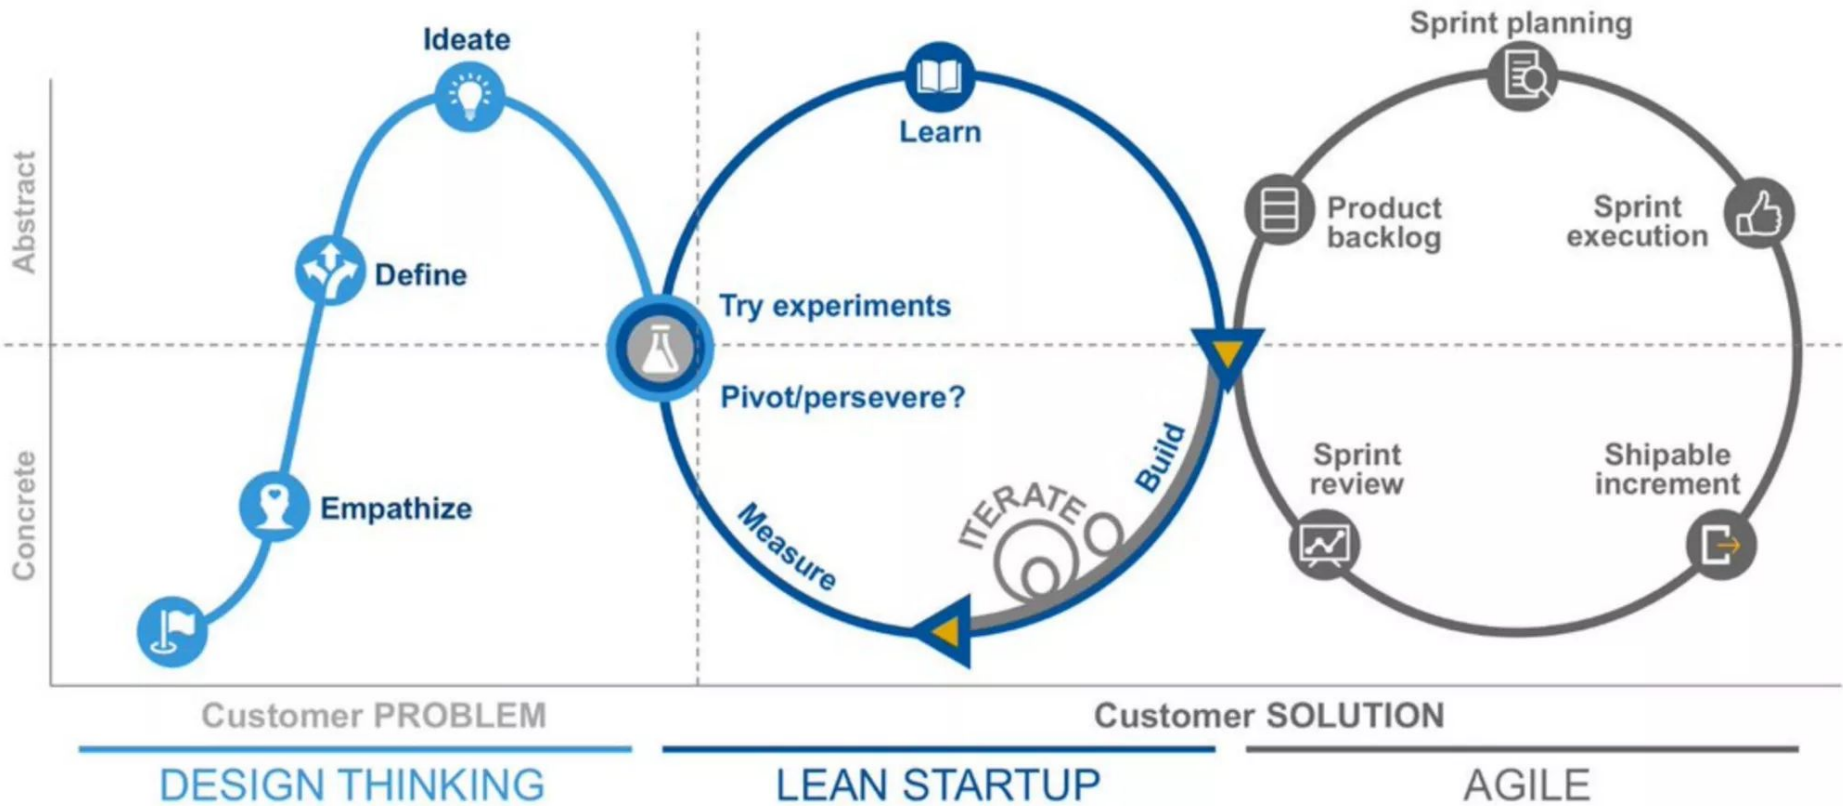 Ideate
Define
Empathize
Learn
Try experiments
Pivot/persevere?
Measure
ITERATE
Build
Sprint planning
Product
backlog
Sprint
execution
Sprint
review
Shipable
increment
Abstract
Concrete
Customer PROBLEM
Customer SOLUTION
DESIGN THINKING
LEAN STARTUP
AGILE